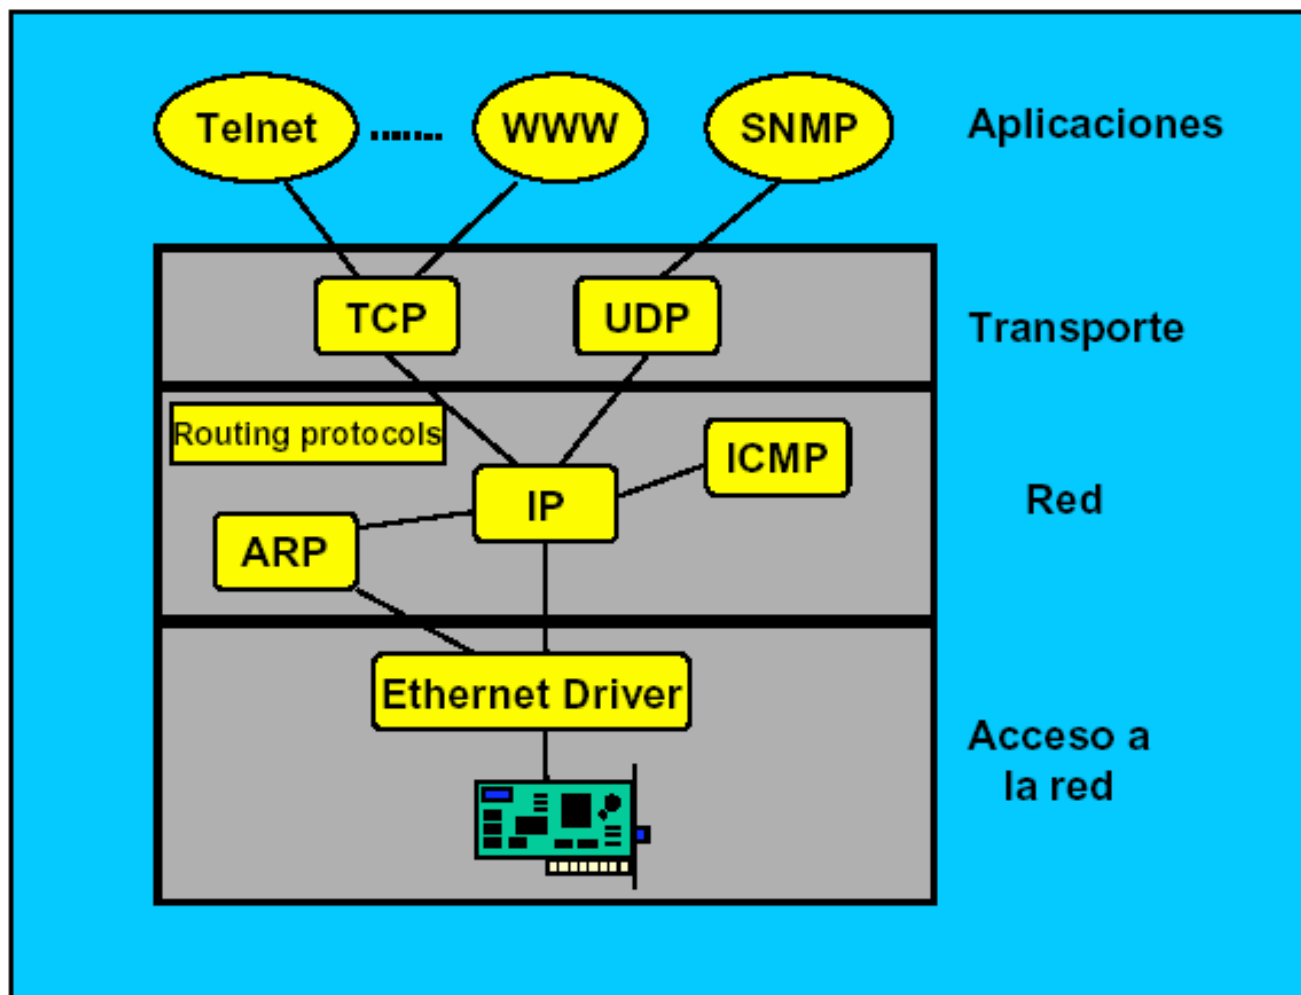 Telnet
WWW
SNMP
Aplicaciones
TCP
UDP
Transporte
Routing protocols
ICMP
IP
Red
ARP
Ethernet Driver
Acceso a
la red